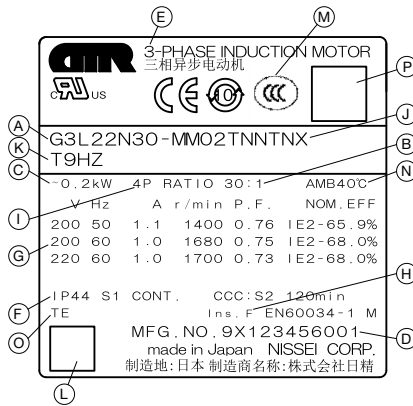 E
M
GTR
3-PHASE INDUCTION MOTOR
三相异步电动机
P
c RU US
CE
10
CCC
A
J
G3L22N30-MM02TNNTNX
K
T9HZ
B
C
~0.2kW 4P RATIO 30:1 AMB40℃
N
I
V Hz A r/min P.F. NOM.EFF
200 50 1.1 1400 0.76 IE2-65.9%
G
200 60 1.0 1680 0.75 IE2-68.0%
220 60 1.0 1700 0.73 IE2-68.0%
H
F
IP44 S1 CONT. CCC:S2 120min
O
TE Ins.F EN60034-1 M
MFG.NO.9X123456001
D
made in Japan NISSEI CORP.
制造地:日本 制造商名称:株式会社日精
L